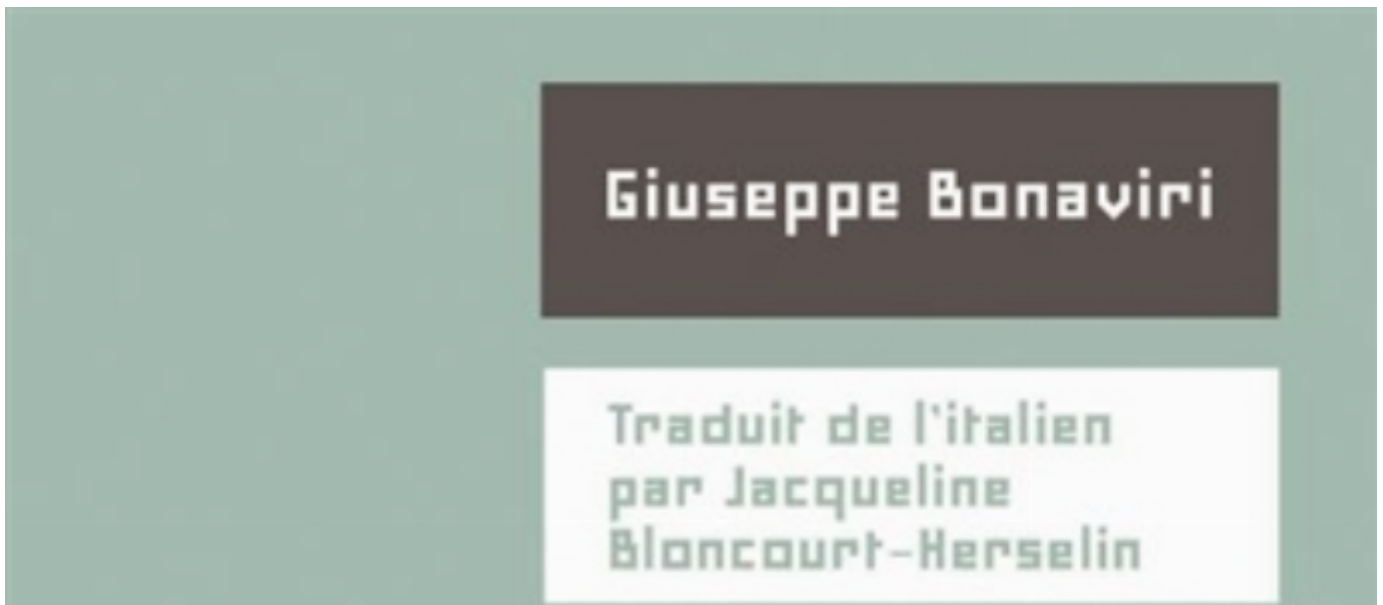 Giuseppe Bonaviri
Traduit de l'italien
par Jacqueline
Bloncourt-Herselin